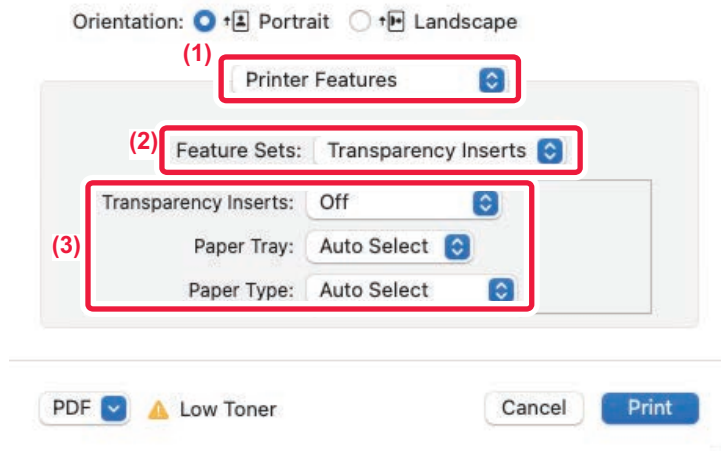 Orientation: Portrait Landscape
(1)
Printer Features
(2) Feature Sets: Transparency Inserts
Transparency Inserts: Off
(3) Paper Tray: Auto Select
Paper Type: Auto Select
PDF Low Toner Cancel Print